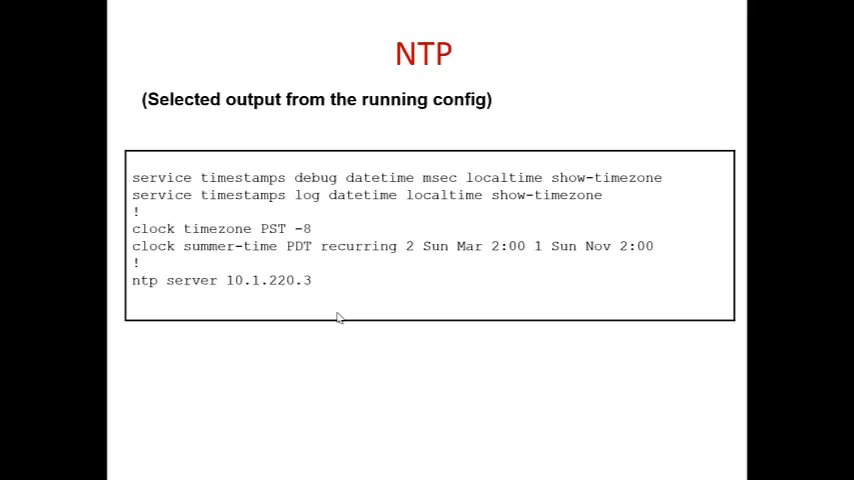 NTP
(Selected output from the running config)
service timestamps debug datetime msec localtime show-timezone
service timestamps log datetime localtime show-timezone
!
clock timezone PST -8
clock summer-time PDT recurring 2 Sun Mar 2:00 1 Sun Nov 2:00
!
ntp server 10.1.220.3